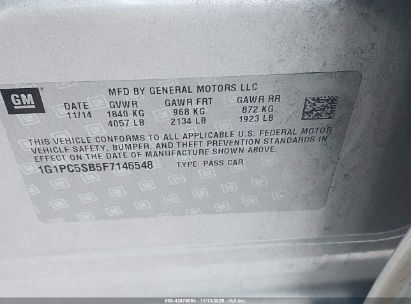 GM
MFD BY GENERAL MOTORS LLC
DATE GVWR GAWR FRT GAWR RR
11/14 1840 KG 968 KG 872 KG
4057 LB 2134 LB 1923 LB
THIS VEHICLE CONFORMS TO ALL APPLICABLE U.S. FEDERAL MOTOR
VEHICLE SAFETY, BUMPER, AND THEFT PREVENTION STANDARDS IN
EFFECT ON THE DATE OF MANUFACTURE SHOWN ABOVE.
1G1PC5SB5F7146548 TYPE: PASS CAR